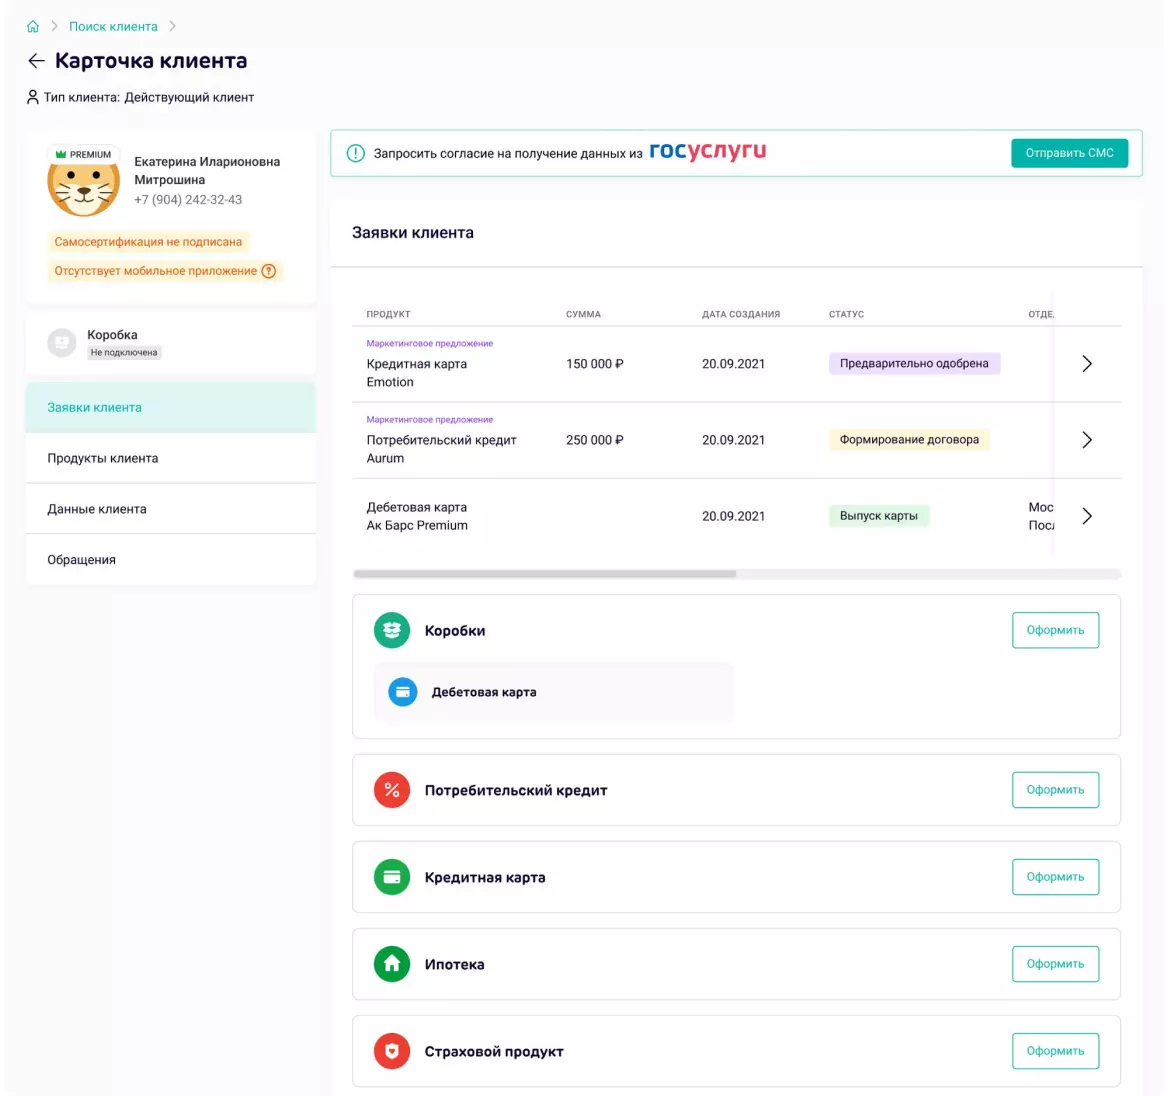 Поиск клиента
Карточка клиента
Тип клиента: Действующий клиент
PREMIUM
Екатерина Иларионовна
Митрошина
+7 (904) 242-32-43
Самосертификация не подписана
Отсутствует мобильное приложение
Коробка
Не подключена
Заявки клиента
Продукты клиента
Данные клиента
Обращения
Запросить согласие на получение данных из госуслуги
Отправить СМС
Заявки клиента
ПРОДУКТ СУММА ДАТА СОЗДАНИЯ СТАТУС ОТДЕ
Маркетинговое предложение
Кредитная карта
Emotion
150 000 ₽ 20.09.2021 Предварительно одобрена
Маркетинговое предложение
Потребительский кредит
Aurum
250 000 ₽ 20.09.2021 Формирование договора
Дебетовая карта
Ак Барс Premium
20.09.2021 Выпуск карты
Мос
Посл
Коробки
Оформить
Дебетовая карта
Потребительский кредит
Оформить
Кредитная карта
Оформить
Ипотека
Оформить
Страховой продукт
Оформить